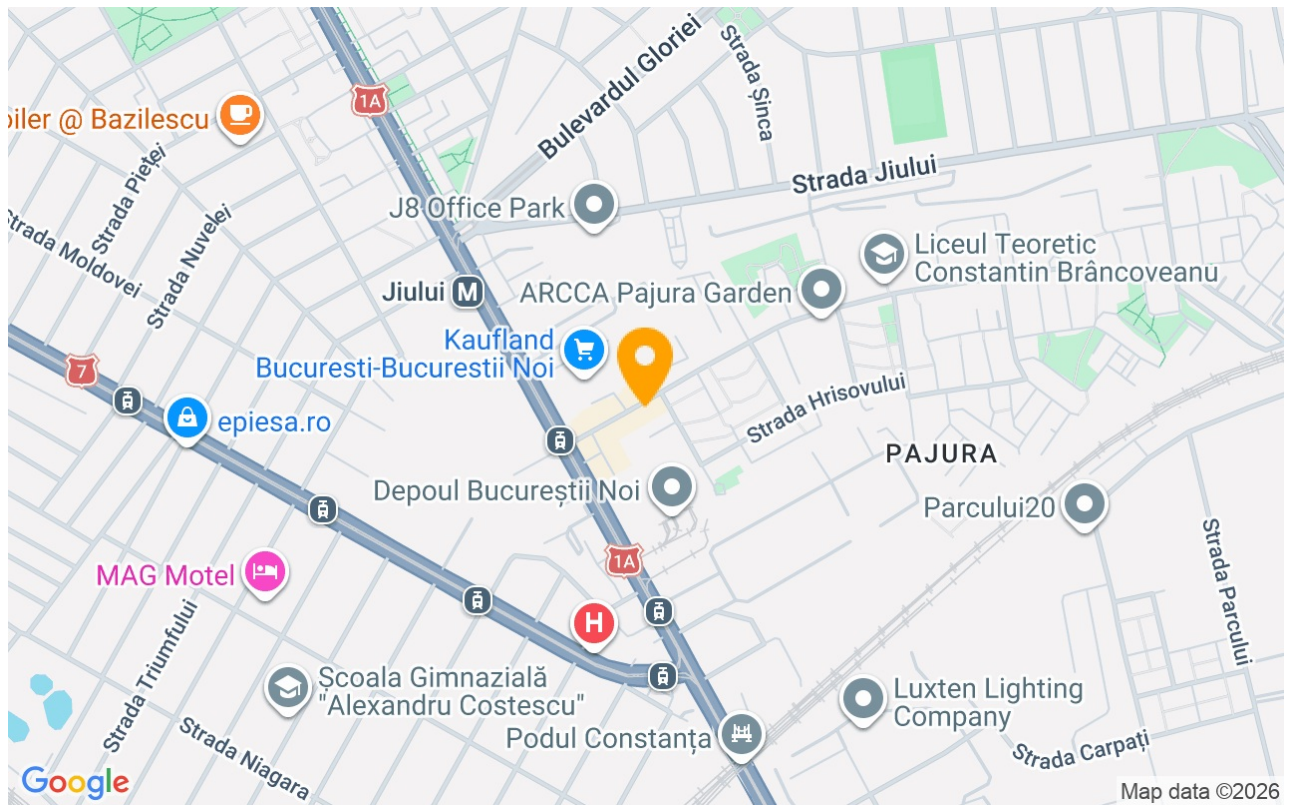 1A
Bulevardul Gloriei
Strada Șinca
oiler @ Bazilescu
Strada Pieței
Strada Jiului
Strada Nuvelei
J8 Office Park
Strada Moldovei
Liceul Teoretic
Constantin Brâncoveanu
Jiului M
ARCCA Pajura Garden
Kaufland
Bucuresti-Bucurestii Noi
7
epiesa.ro
Strada Hrisovului
PAJURA
Depoul Bucureștii Noi
Parcului20
1A
MAG Motel
Strada Parcului
H
Strada Triumfului
Școala Gimnazială
"Alexandru Costescu"
Luxten Lighting
Company
Podul Constanța
Strada Niagara
Strada Carpați
Google
Map data ©2026